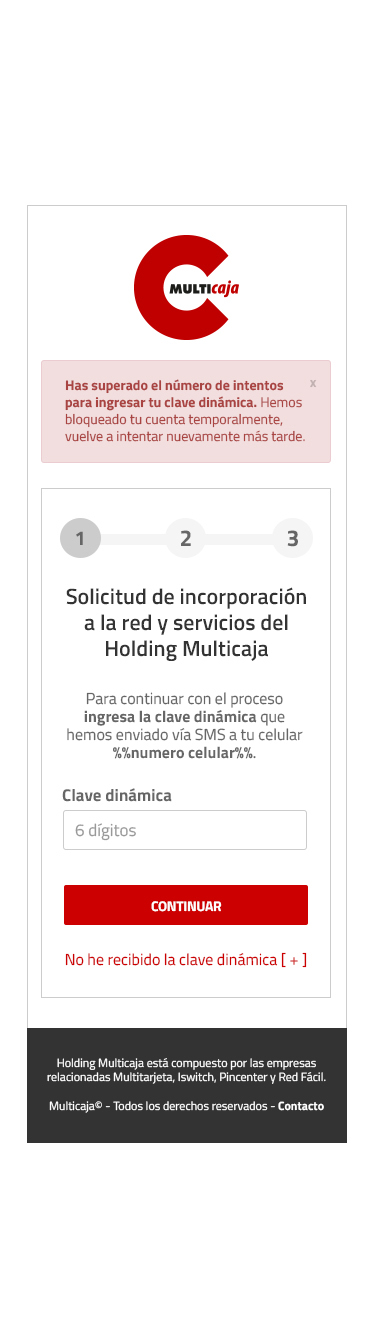 MULTIcaja
Has superado el número de intentos
x
para ingresar tu clave dinámica. Hemos
bloqueado tu cuenta temporalmente,
vuelve a intentar nuevamente más tarde.
1
2
3
Solicitud de incorporación
a la red y servicios del
Holding Multicaja
Para continuar con el proceso
ingresa la clave dinámica que
hemos enviado vía SMS a tu celular
%%numero celular%%.
Clave dinámica
6 dígitos
CONTINUAR
No he recibido la clave dinámica [ + ]
Holding Multicaja está compuesto por las empresas
relacionadas Multitarjeta, Iswitch, Pincenter y Red Fácil.
Multicaja© - Todos los derechos reservados - Contacto